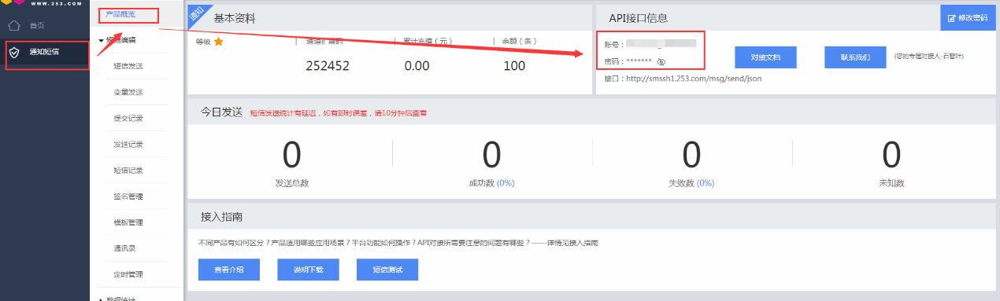 WWW.253.COM
首页
通知短信
产品概览
短信编辑
短信发送
变量发送
提交记录
发送记录
短信记录
签名管理
模板管理
通讯录
定时管理
数据统计
通知
基本资料
等级
通道扩展码
累计充值（元）
余额（条）
252452
0.00
100
API接口信息
修改密码
账号：
密码：*******
接口：http://smssh1.253.com/msg/send/json
对接文档
联系我们
(您的专属对接人-石智叶)
今日发送 短信发送统计有延迟，如有即时误差，请10分钟后查看
0
发送总数
0
成功数 (0%)
0
失败数 (0%)
0
未知数
接入指南
不同产品有如何区分？产品适用哪些应用场景？平台功能如何操作？API对接所需要注意的问题有哪些？——详情见接入指南
查看介绍
说明下载
短信测试